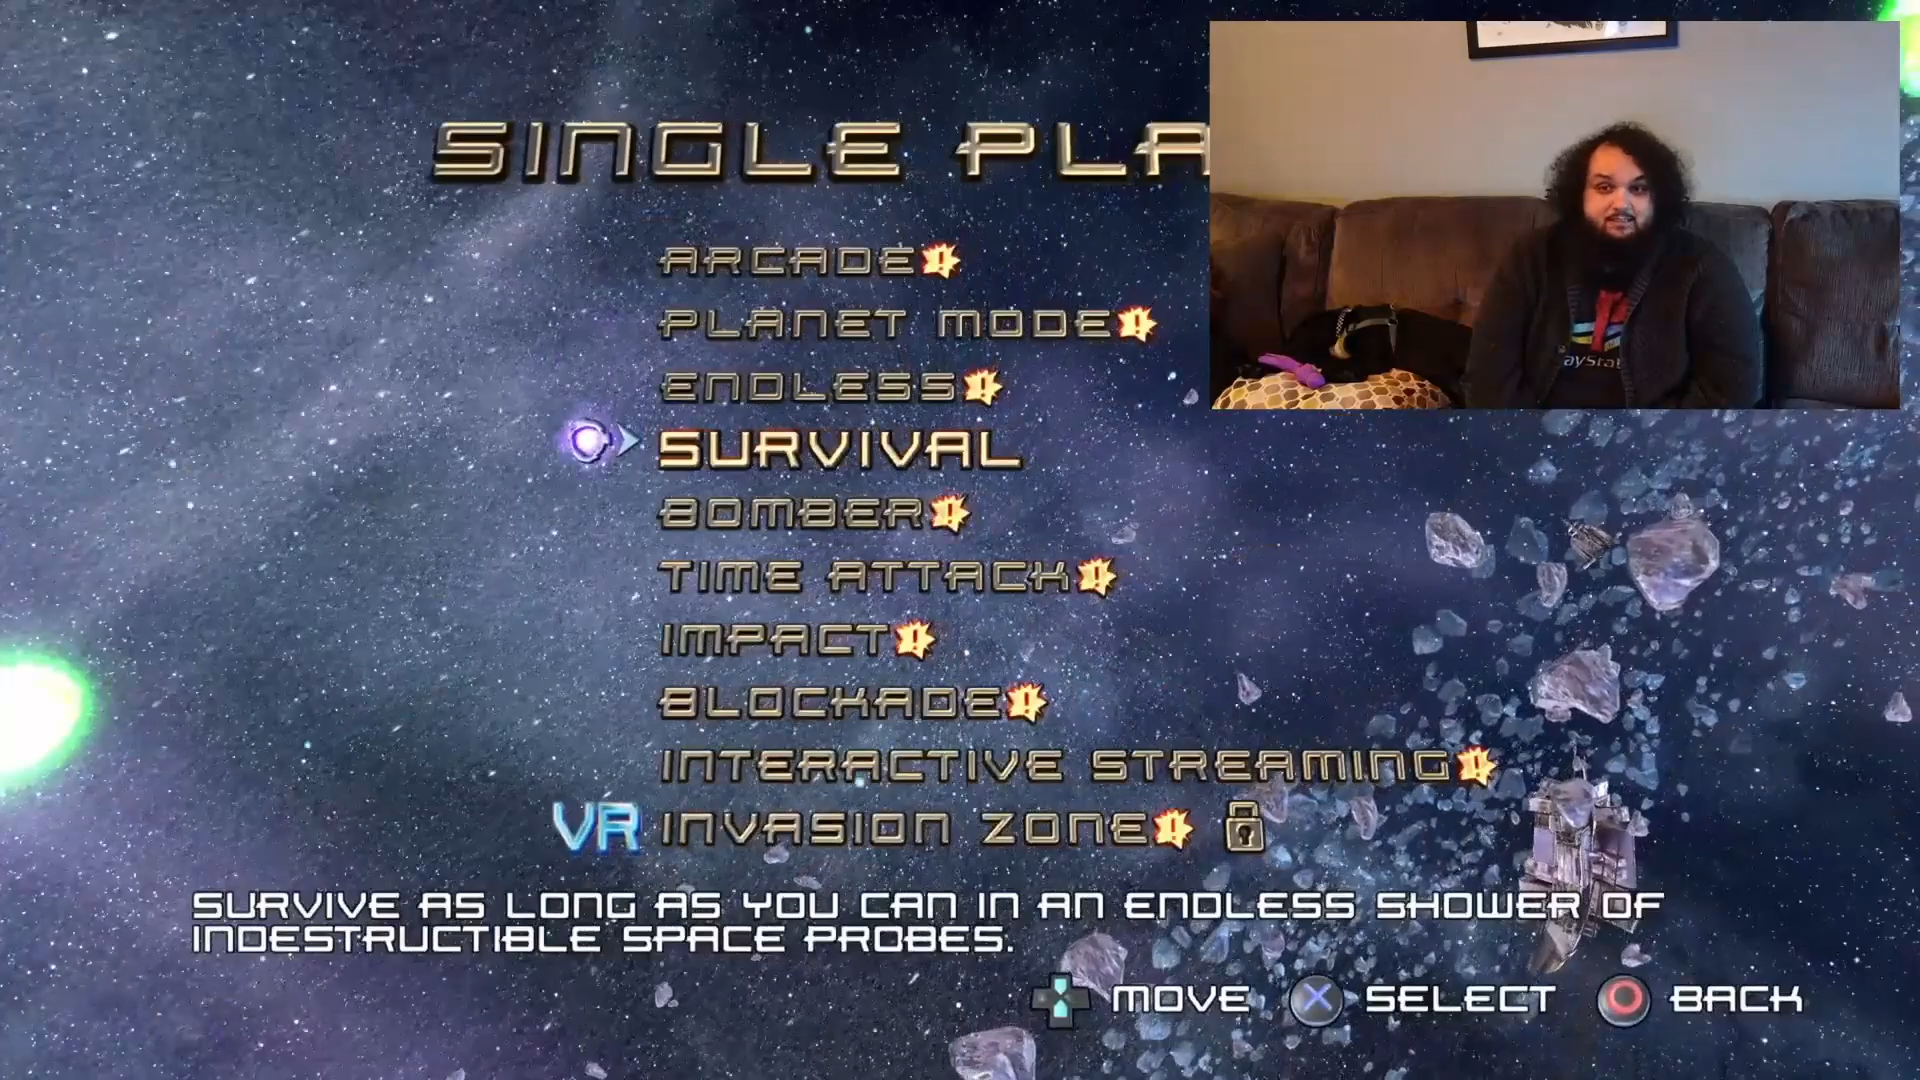 SINGLE PLA
ARCADE!
PLANET MODE!
ENDLESS!
SURVIVAL
BOMBER!
TIME ATTACK!
IMPACT!
BLOCKADE!
INTERACTIVE STREAMING!
VR INVASION ZONE!
SURVIVE AS LONG AS YOU CAN IN AN ENDLESS SHOWER OF
INDESTRUCTIBLE SPACE PROBES.
MOVE SELECT BACK
ayStat